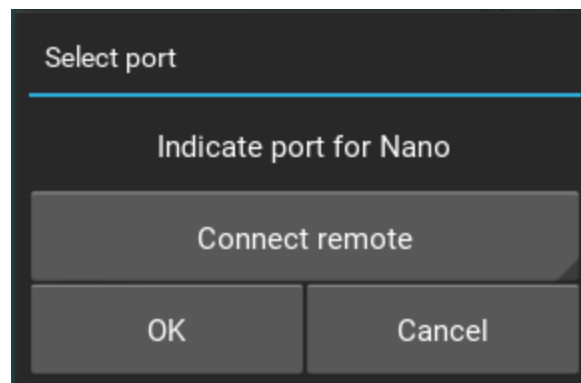 Select port
Indicate port for Nano
Connect remote
OK Cancel